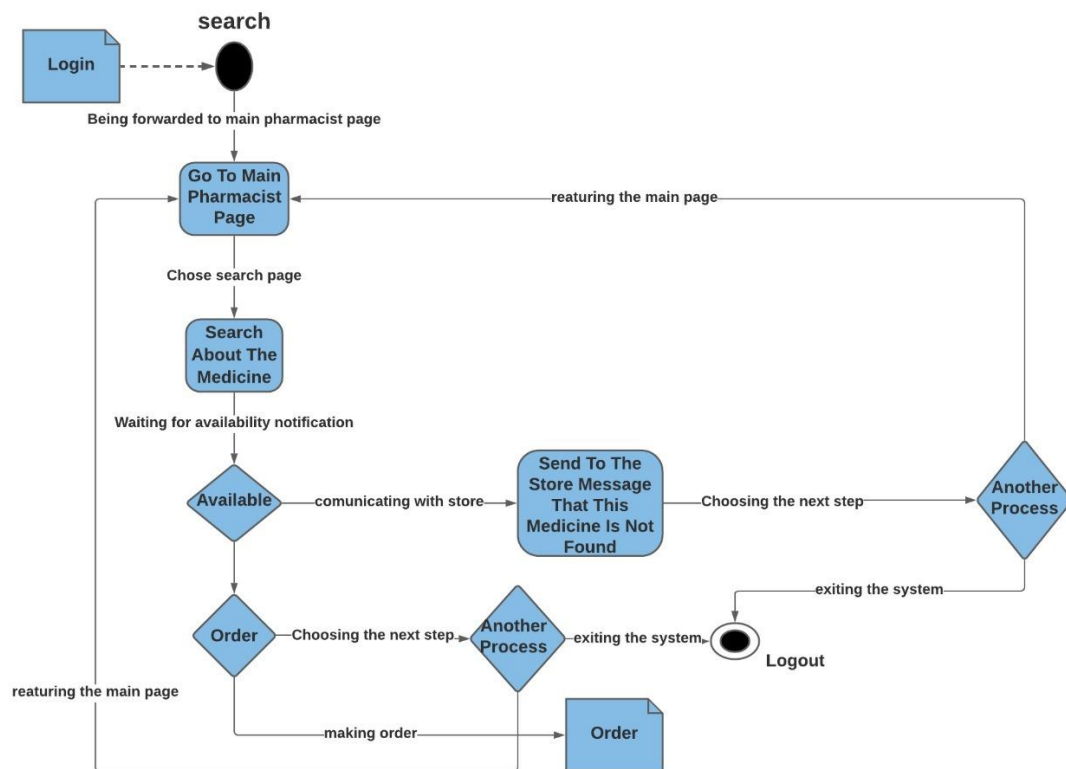 search
Login
Being forwarded to main pharmacist page
Go To Main
Pharmacist
Page
reaturing the main page
Chose search page
Search
About The
Medicine
Waiting for availability notification
Available
comunicating with store
Send To The
Store Message
That This
Medicine Is Not
Found
Choosing the next step
Another
Process
exiting the system
Order
Choosing the next step
Another
Process
exiting the system
Logout
reaturing the main page
making order
Order